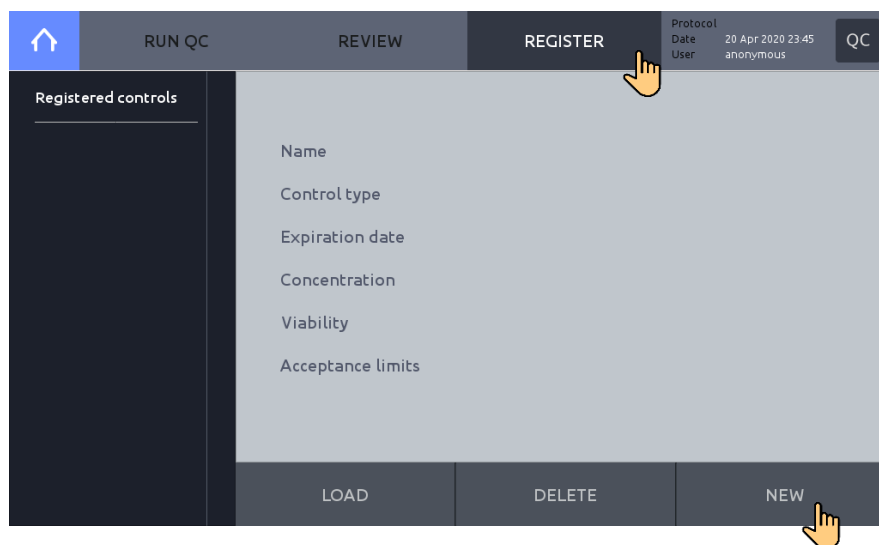 RUN QC
REVIEW
REGISTER
Protocol
Date 20 Apr 2020 23:45
User anonymous
QC
Registered controls
Name
Control type
Expiration date
Concentration
Viability
Acceptance limits
LOAD
DELETE
NEW